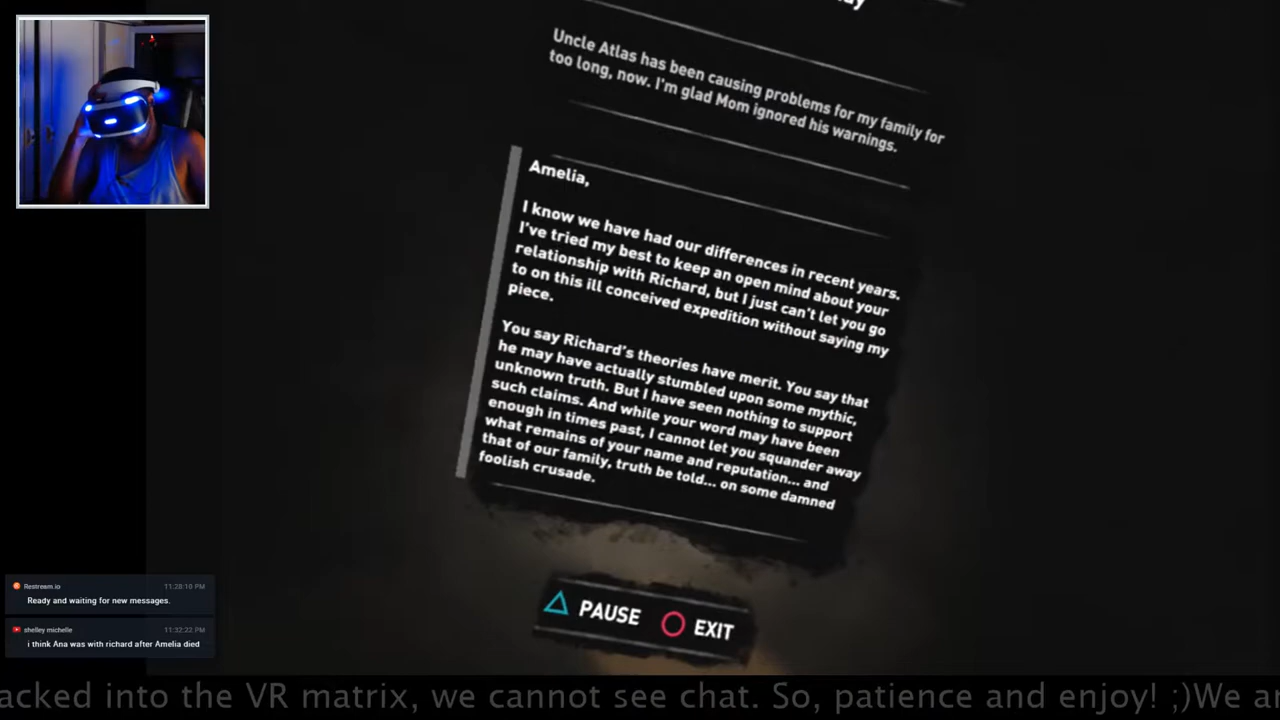 Uncle Atlas has been causing problems for my family for
too long, now. I'm glad Mom ignored his warnings.
Amelia,
I know we have had our differences in recent years.
I've tried my best to keep an open mind about your
relationship with Richard, but I just can't let you go
to on this ill conceived expedition without saying my
piece.
You say Richard's theories have merit. You say that
he may have actually stumbled upon some mythic,
unknown truth. But I have seen nothing to support
such claims. And while your word may have been
enough in times past, I cannot let you squander away
what remains of your name and reputation... and
that of our family, truth be told... on some damned
foolish crusade.
PAUSE EXIT
Restream.io 11:28:10 PM
Ready and waiting for new messages.
shelley michelle 11:32:22 PM
i think Ana was with richard after Amelia died
acked into the VR matrix, we cannot see chat. So, patience and enjoy! ;)We ar